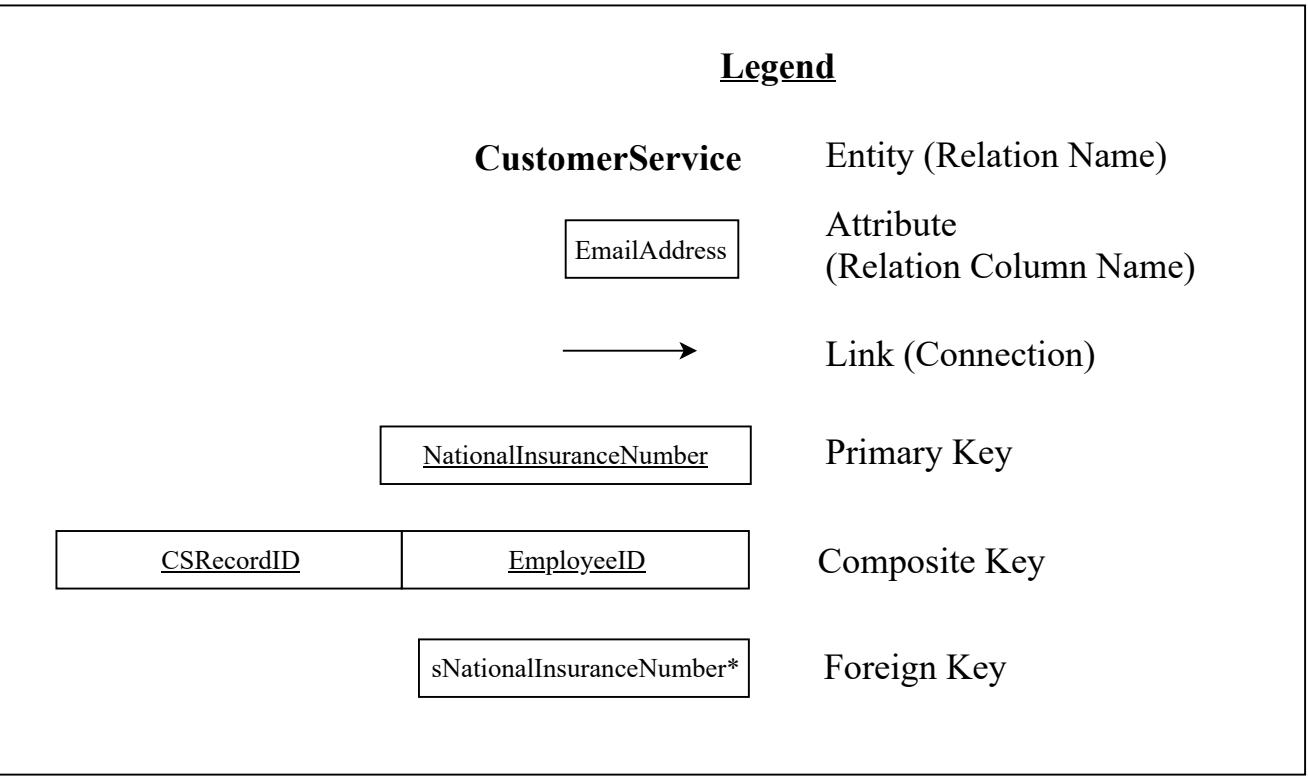 Legend
CustomerService Entity (Relation Name)
EmailAddress Attribute
(Relation Column Name)
Link (Connection)
NationalInsuranceNumber Primary Key
CSRecordID EmployeeID Composite Key
sNationalInsuranceNumber* Foreign Key